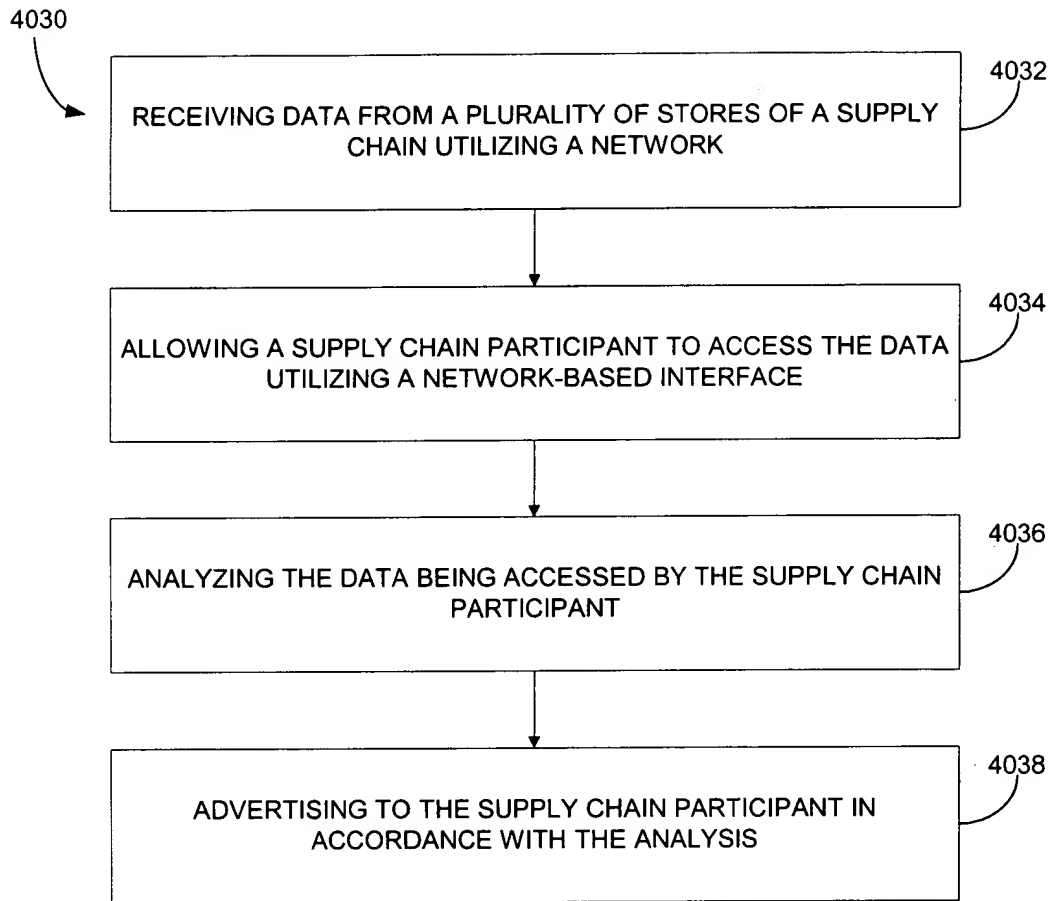 4030
4032
RECEIVING DATA FROM A PLURALITY OF STORES OF A SUPPLY
CHAIN UTILIZING A NETWORK
4034
ALLOWING A SUPPLY CHAIN PARTICIPANT TO ACCESS THE DATA
UTILIZING A NETWORK-BASED INTERFACE
4036
ANALYZING THE DATA BEING ACCESSED BY THE SUPPLY CHAIN
PARTICIPANT
4038
ADVERTISING TO THE SUPPLY CHAIN PARTICIPANT IN
ACCORDANCE WITH THE ANALYSIS